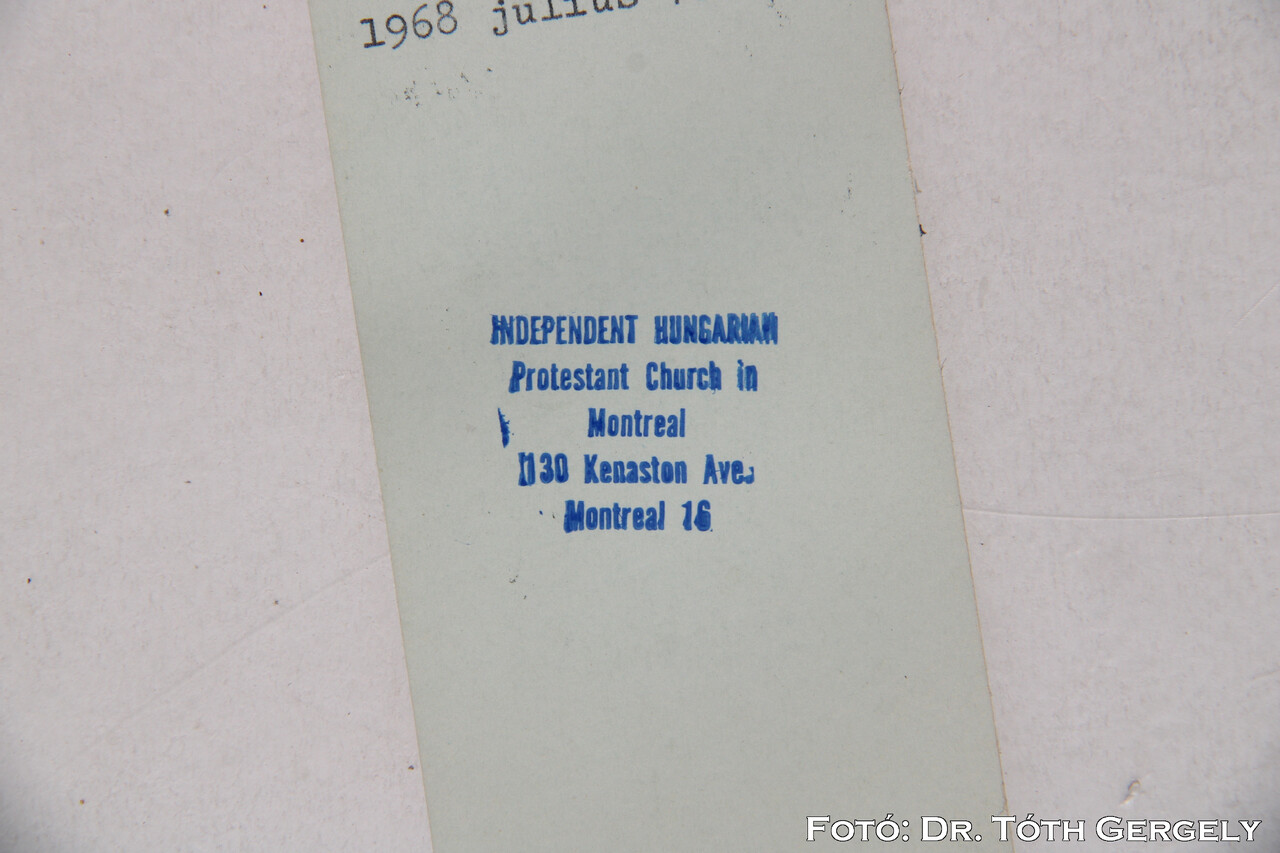 1968 julius
INDEPENDENT HUNGARIAN
Protestant Church in
Montreal
1130 Kenaston Ave.
Montreal 16
Fotó: Dr. Tóth Gergely